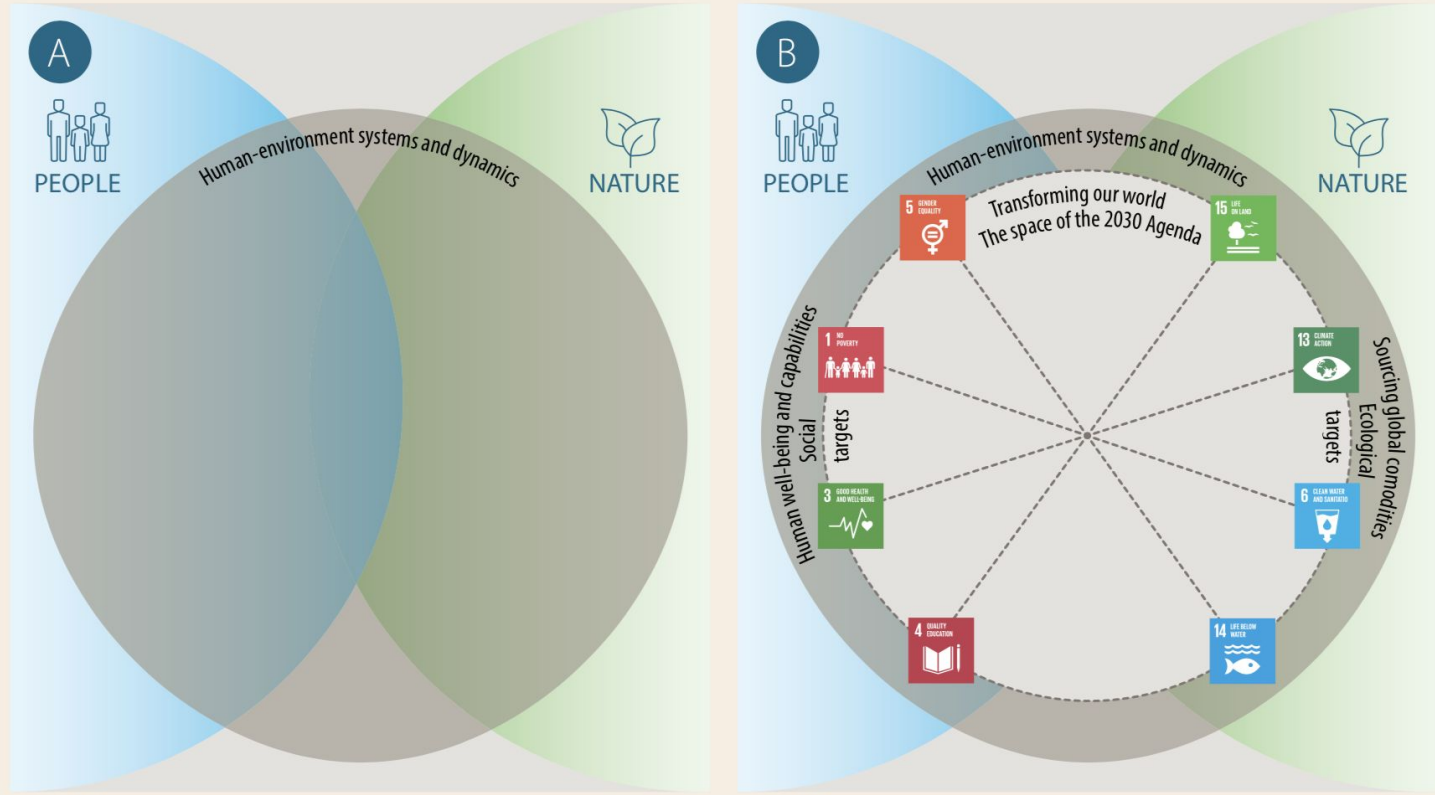 A
PEOPLE
NATURE
Human-environment systems and dynamics
B
PEOPLE
NATURE
Human-environment systems and dynamics
Transforming our world
The space of the 2030 Agenda
5 GENDER
EQUALITY
15 LIFE
ON LAND
1 NO
POVERTY
13 CLIMATE
ACTION
Human well-being and capabilities
Social
targets
targets
Ecological
Sourcing global comodities
3 GOOD HEALTH
AND WELL-BEING
6 CLEAN WATER
AND SANITATIO
4 QUALITY
EDUCATION
14 LIFE BELOW
WATER